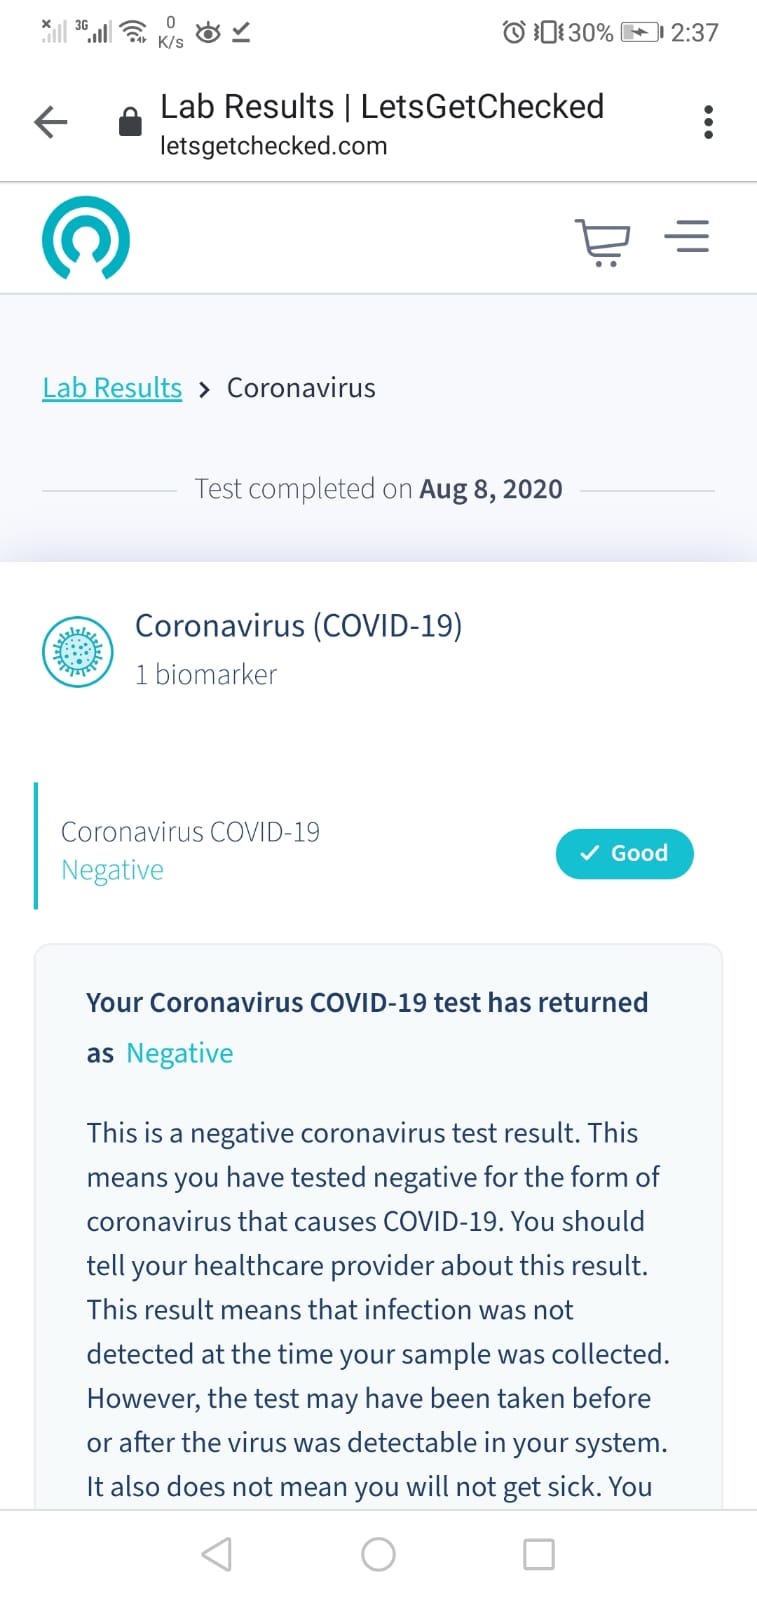 3G 0 K/s 30% 2:37
Lab Results | LetsGetChecked
letsgetchecked.com
Lab Results > Coronavirus
Test completed on Aug 8, 2020
Coronavirus (COVID-19)
1 biomarker
Coronavirus COVID-19
Negative
Good
Your Coronavirus COVID-19 test has returned
as Negative
This is a negative coronavirus test result. This
means you have tested negative for the form of
coronavirus that causes COVID-19. You should
tell your healthcare provider about this result.
This result means that infection was not
detected at the time your sample was collected.
However, the test may have been taken before
or after the virus was detectable in your system.
It also does not mean you will not get sick. You